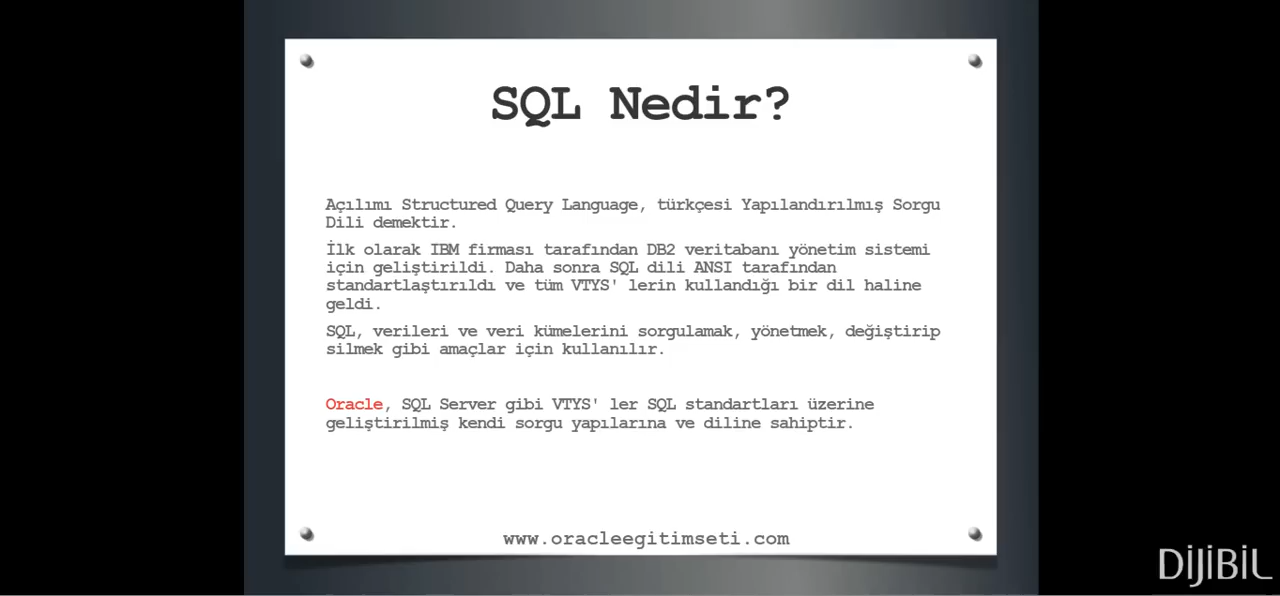 SQL Nedir?
Açılımı Structured Query Language, türkçesi Yapılandırılmış Sorgu
Dili demektir.
İlk olarak IBM firması tarafından DB2 veritabanı yönetim sistemi
için geliştirildi. Daha sonra SQL dili ANSI tarafından
standartlaştırıldı ve tüm VTYS' lerin kullandığı bir dil haline
geldi.
SQL, verileri ve veri kümelerini sorgulamak, yönetmek, değiştirip
silmek gibi amaçlar için kullanılır.
Oracle, SQL Server gibi VTYS' ler SQL standartları üzerine
geliştirilmiş kendi sorgu yapılarına ve diline sahiptir.
www.oracleegitimseti.com
DİJİBİL